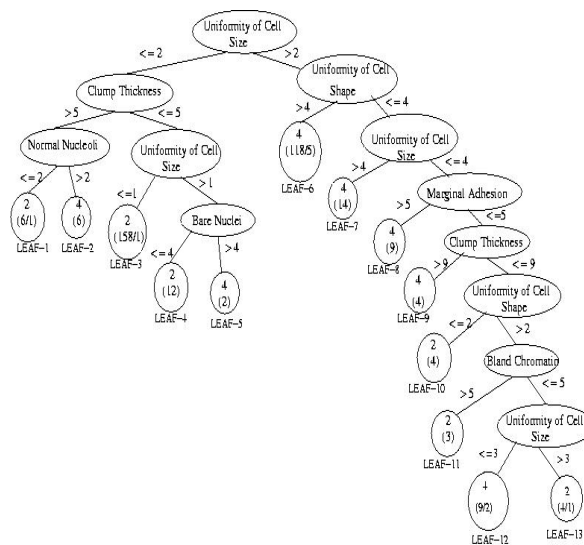 Uniformity of Cell
Size
<=2
>2
Clump Thickness
Uniformity of Cell
Shape
>5
<=5
>4
<=4
Normal Nucleoli
Uniformity of Cell
Size
4
(118/5)
LEAF-6
Uniformity of Cell
Size
<=2
>2
<=1
>1
>4
<=4
2
(6/1)
LEAF-1
4
(6)
LEAF-2
2
(158/1)
LEAF-3
Bare Nuclei
4
(14)
LEAF-7
Marginal Adhesion
<=4
>4
>5
<=5
2
(12)
LEAF-4
4
(2)
LEAF-5
4
(9)
LEAF-8
Clump Thickness
>9
<=9
4
(4)
LEAF-9
Uniformity of Cell
Shape
<=2
>2
2
(4)
LEAF-10
Bland Chromatin
>5
<=5
2
(3)
LEAF-11
Uniformity of Cell
Size
<=3
>3
4
(9/2)
LEAF-12
2
(4/1)
LEAF-13